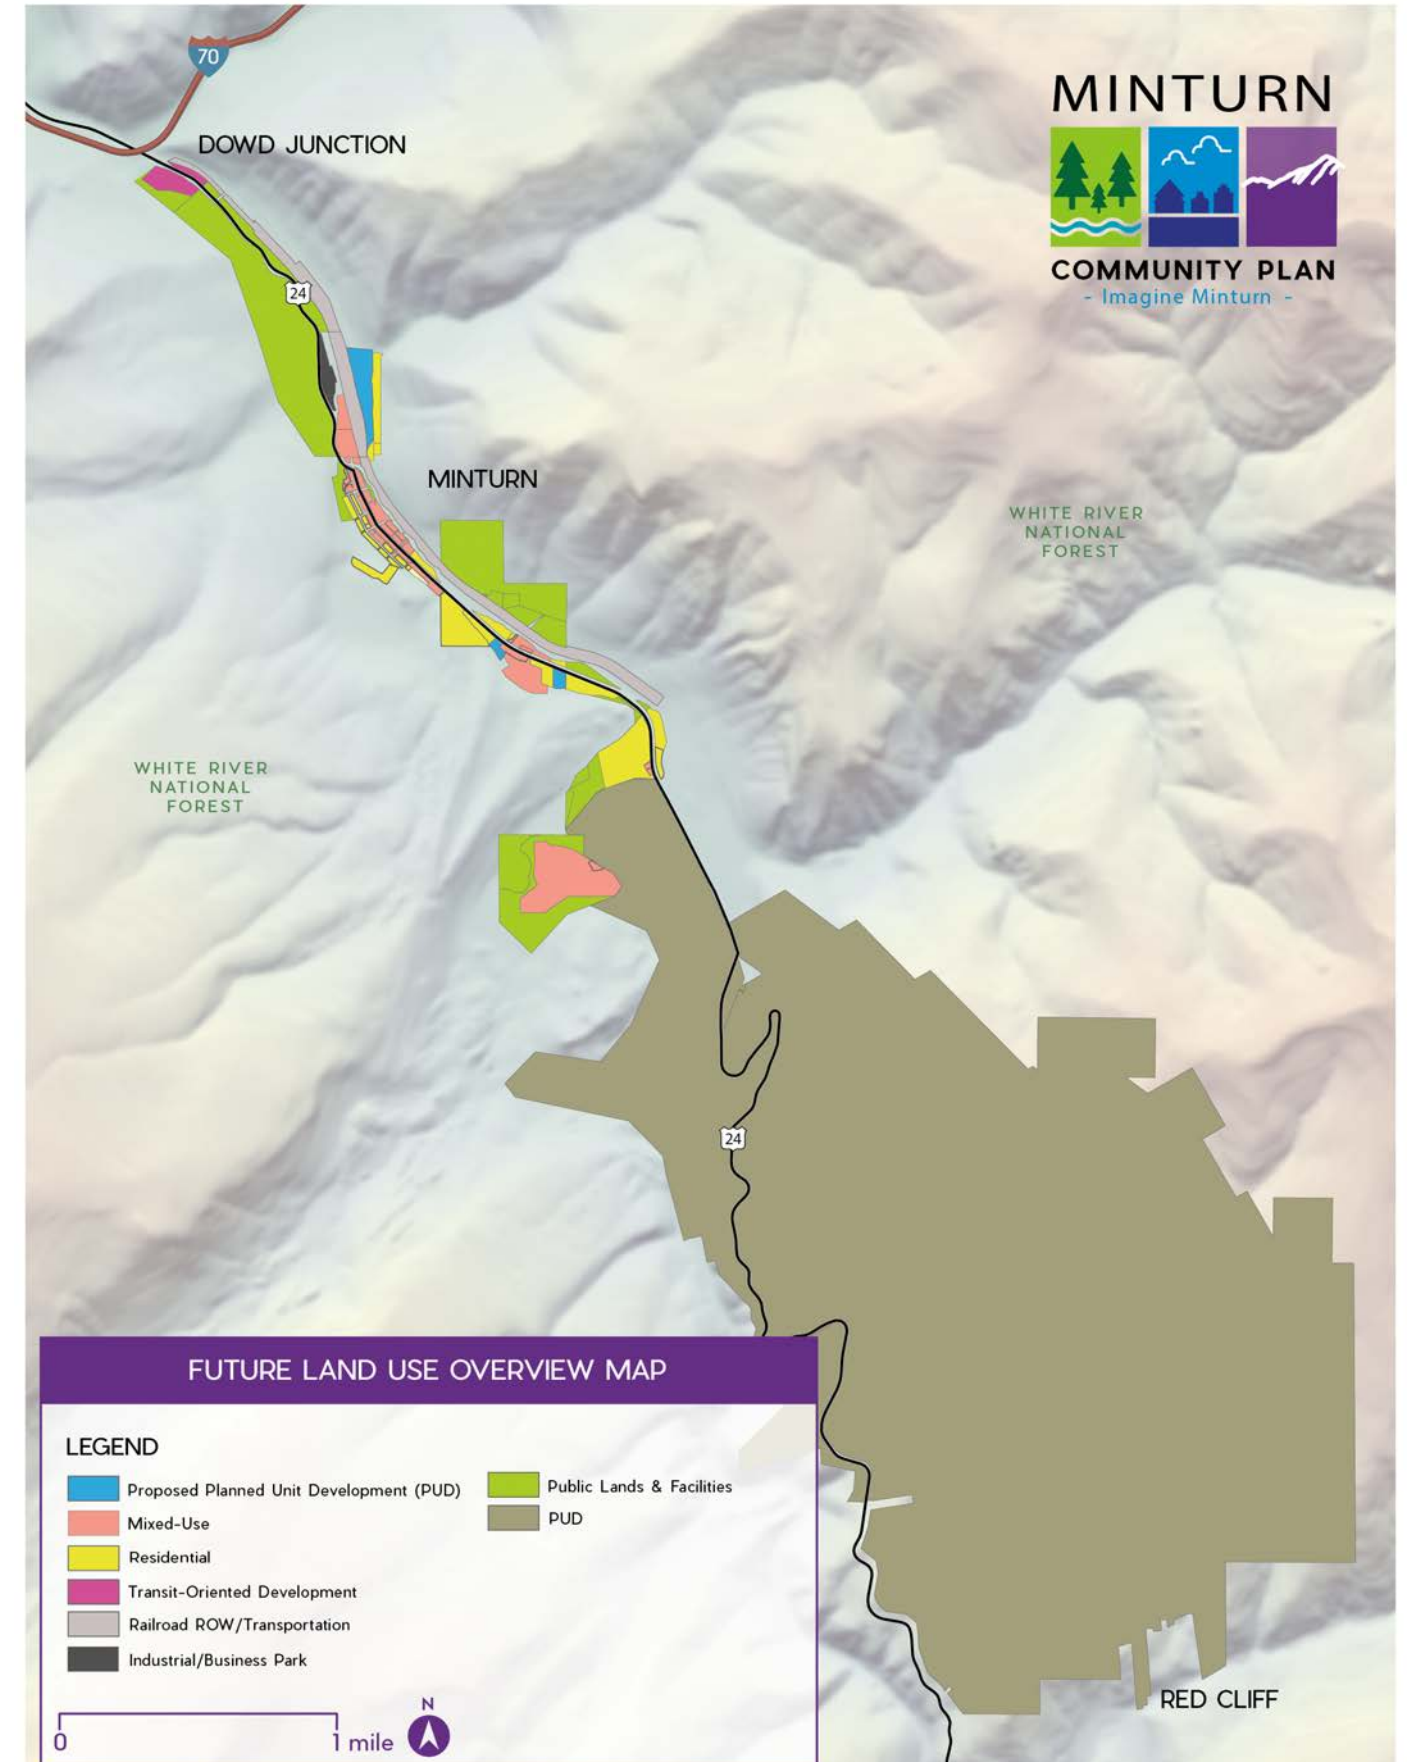 70
DOWD JUNCTION
MINTURN
COMMUNITY PLAN
- Imagine Minturn -
24
MINTURN
WHITE RIVER
NATIONAL
FOREST
WHITE RIVER
NATIONAL
FOREST
24
FUTURE LAND USE OVERVIEW MAP
LEGEND
Proposed Planned Unit Development (PUD)
Mixed-Use
Residential
Transit-Oriented Development
Railroad ROW/Transportation
Industrial/Business Park
Public Lands & Facilities
PUD
RED CLIFF
N
0
1 mile